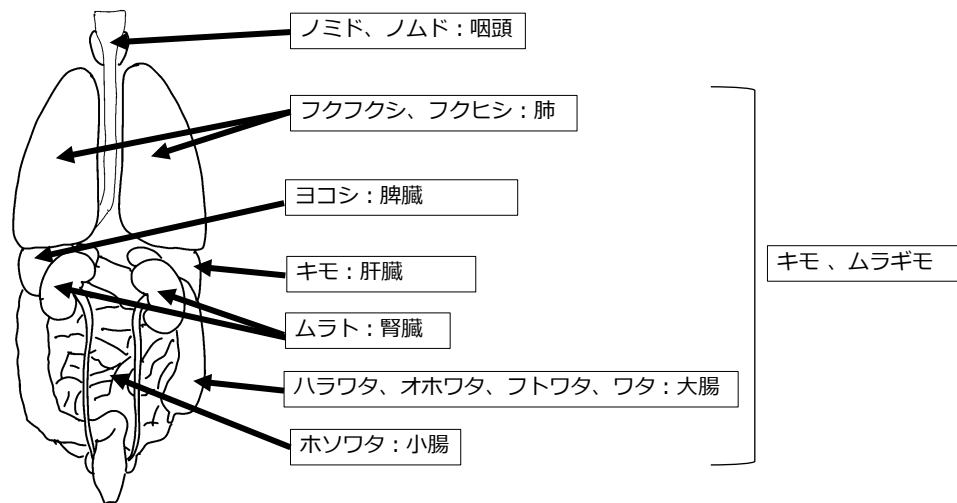 ノミド、ノムド：咽頭
フクフクシ、フクヒシ：肺
ヨコシ：脾臓
キモ：肝臓
キモ 、ムラギモ
ムラト：腎臓
ハラワタ、オホワタ、フトワタ、ワタ：大腸
ホソワタ：小腸